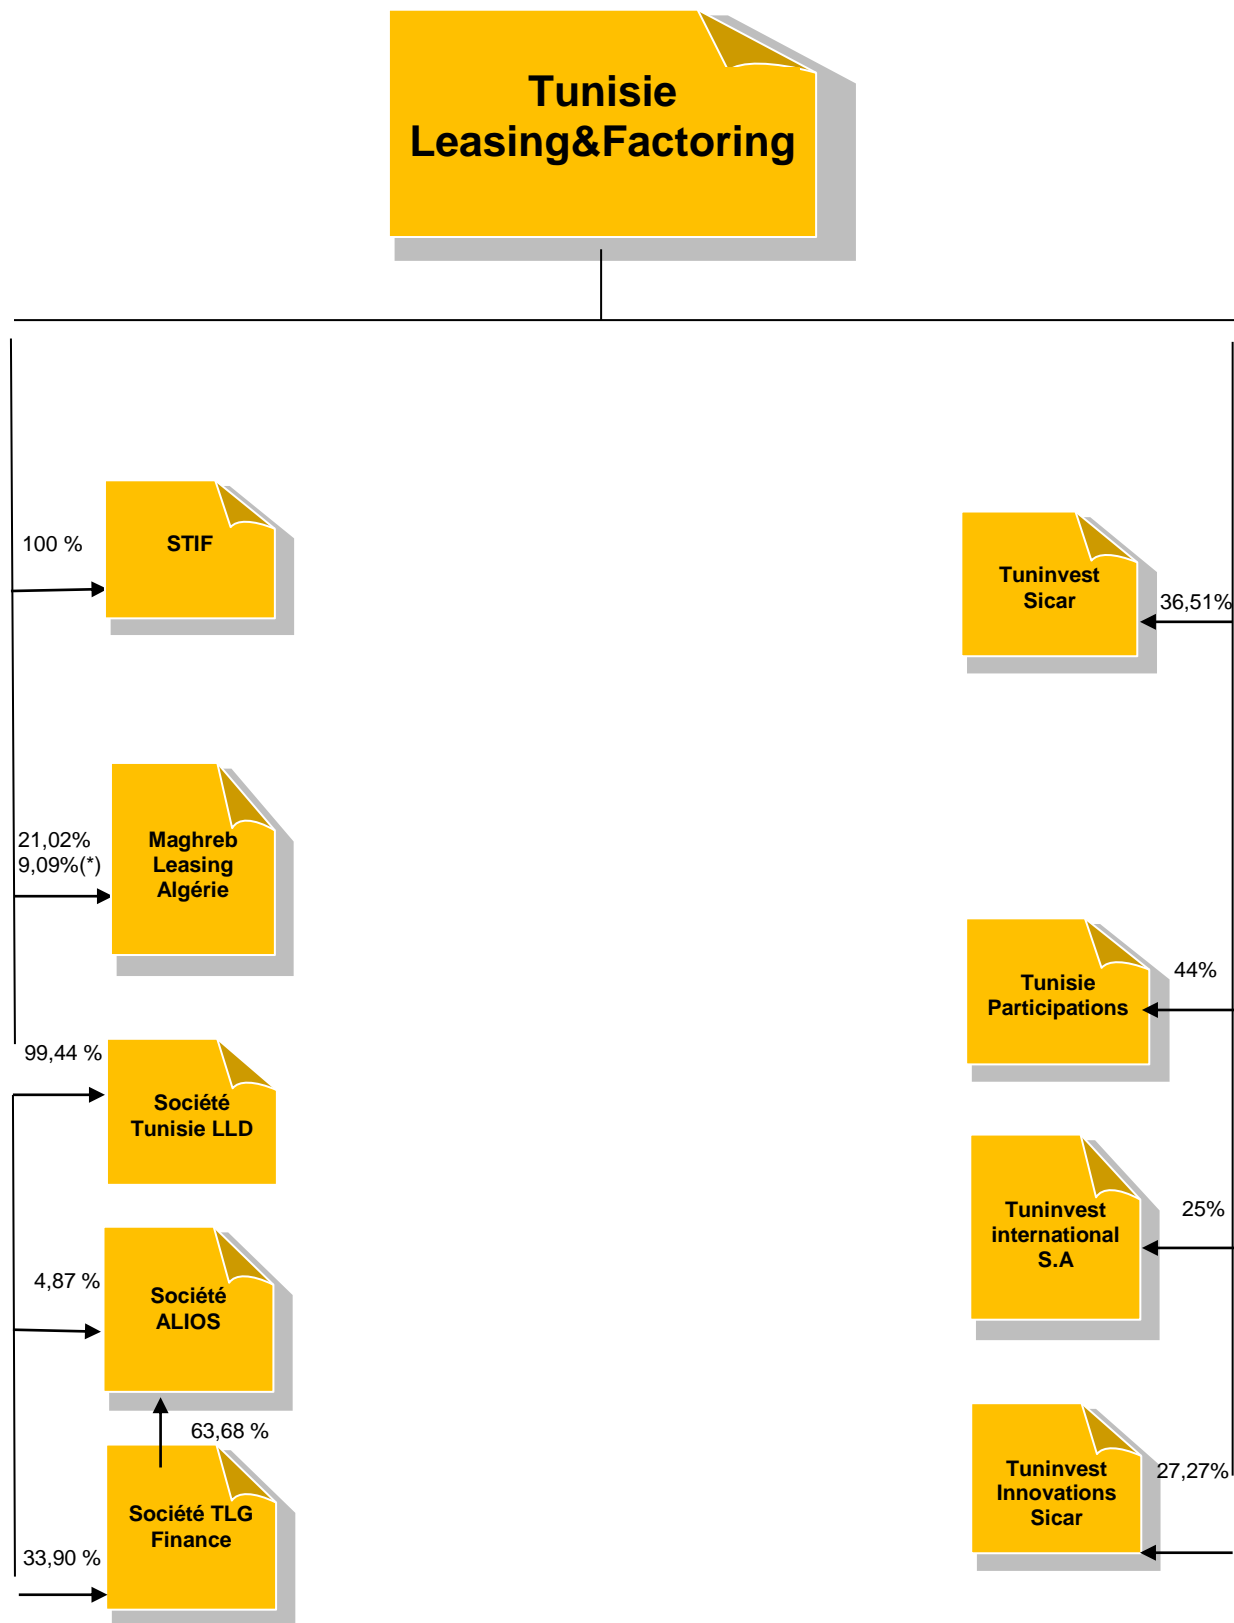 Tunisie
Leasing&Factoring
100 %
STIF
Tuninvest
Sicar
36,51%
21,02%
9,09%(*)
Maghreb
Leasing
Algérie
Tunisie
Participations
44%
99,44 %
Société
Tunisie LLD
Tuninvest
international
S.A
25%
4,87 %
Société
ALIOS
63,68 %
Société TLG
Finance
33,90 %
Tuninvest
Innovations
Sicar
27,27%